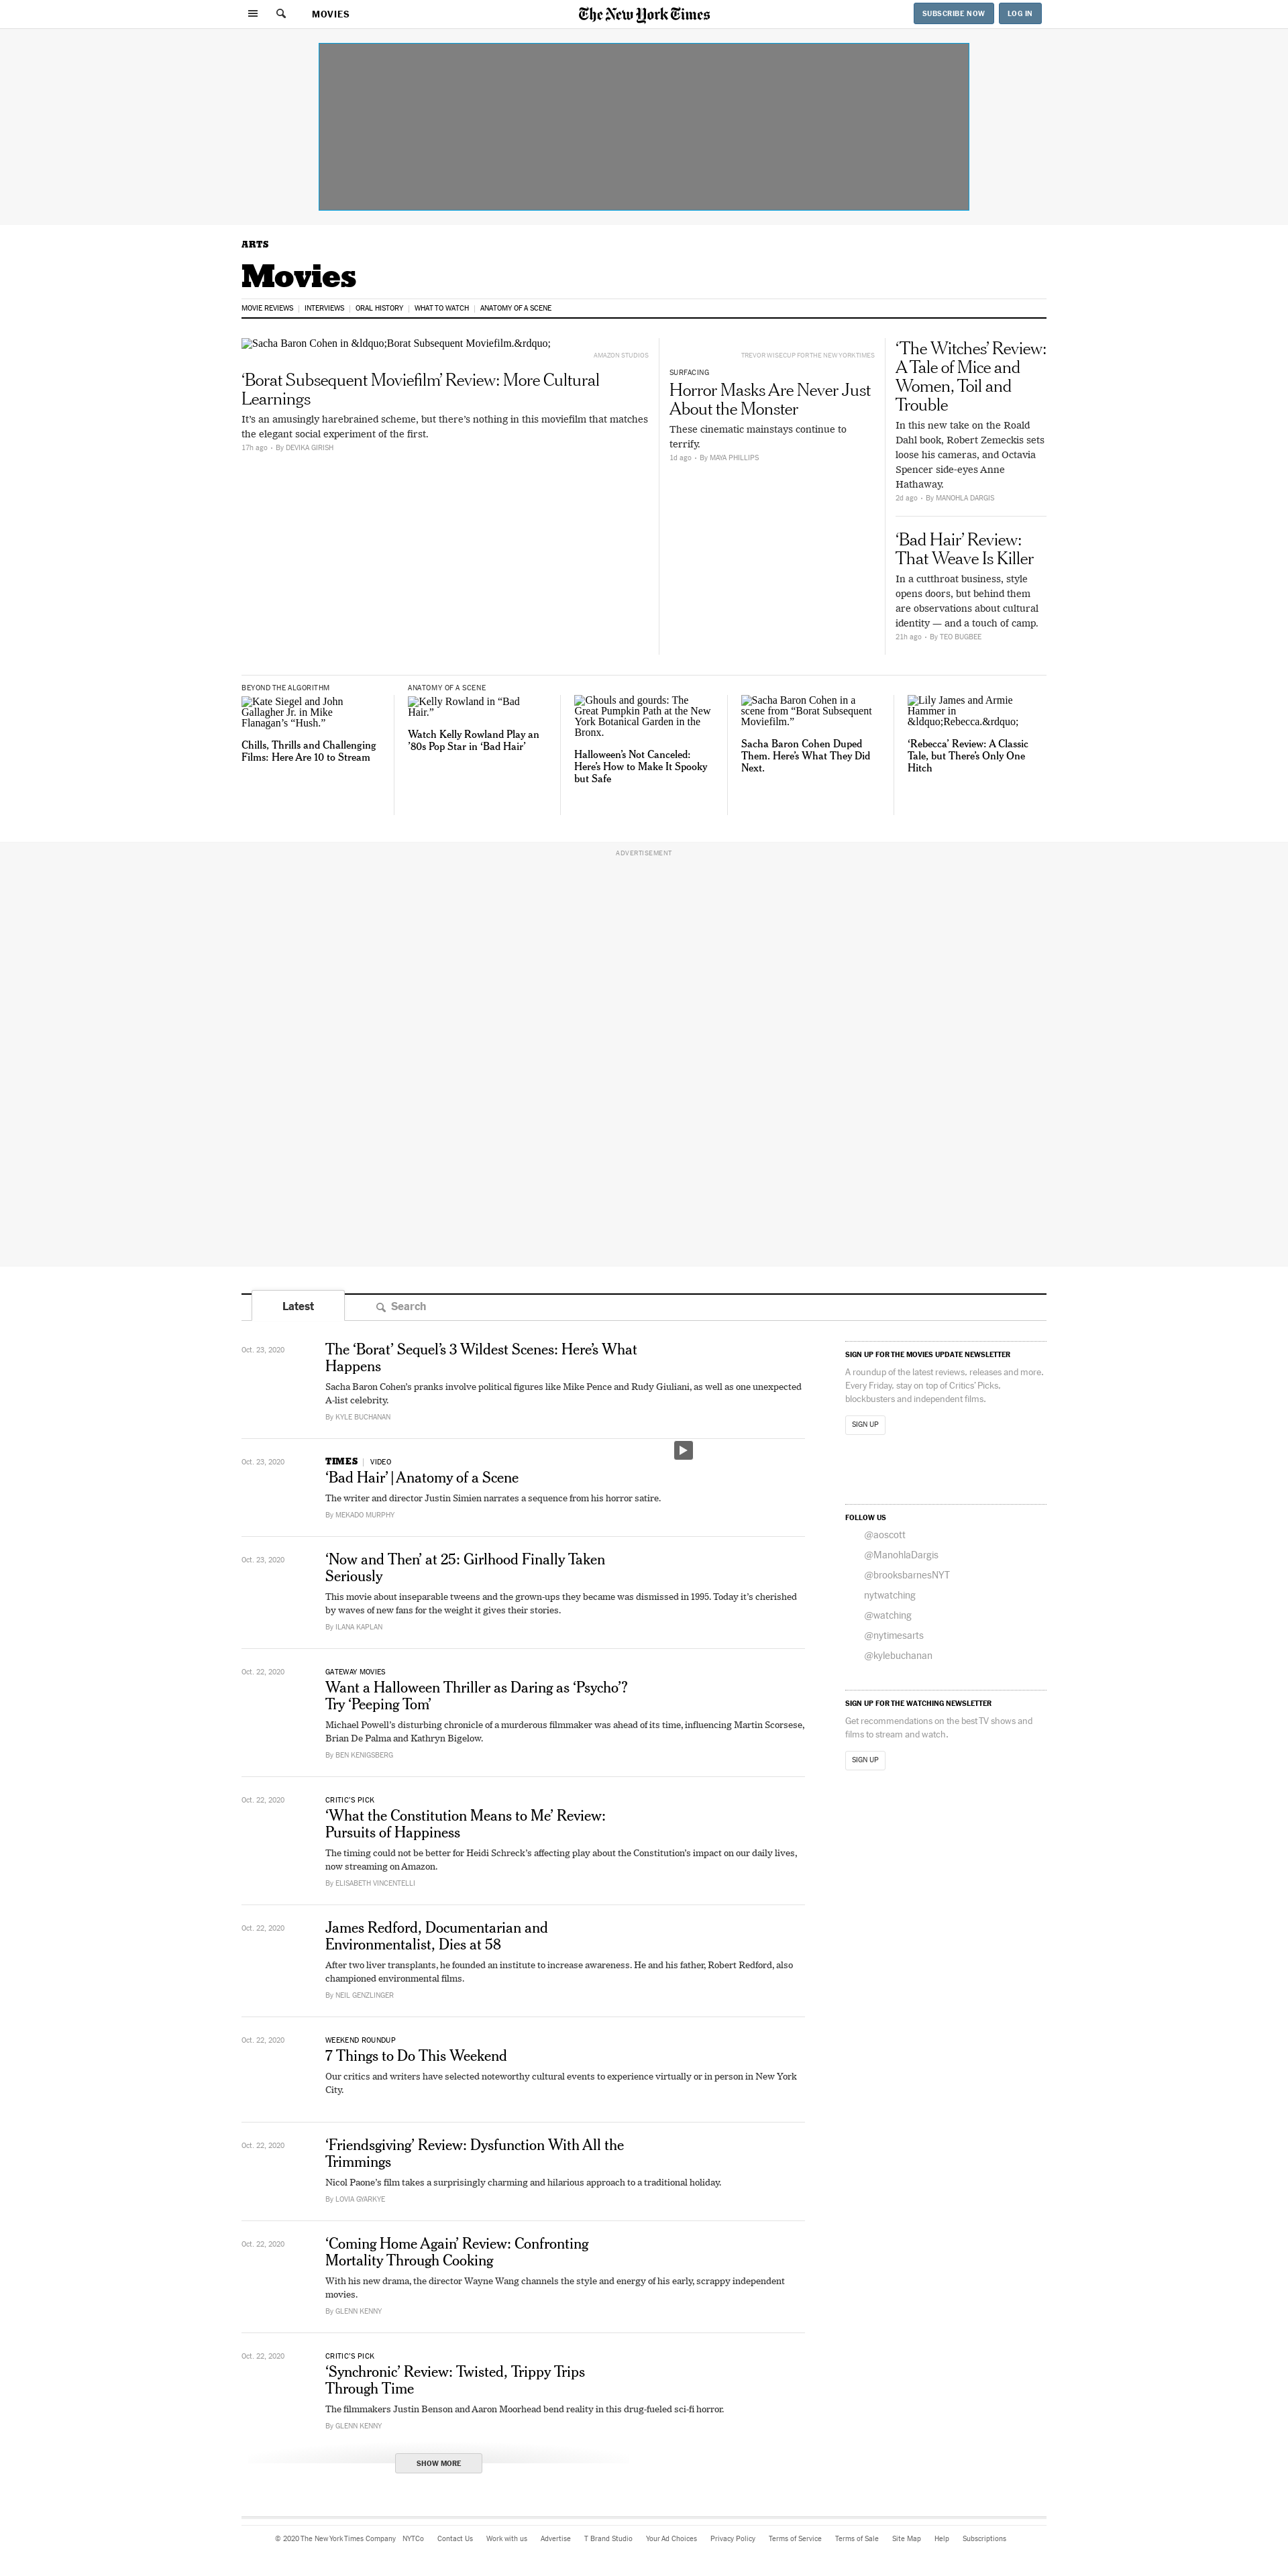 MOVIES
The New York Times
SUBSCRIBE NOW
LOG IN
ARTS
Movies
MOVIE REVIEWS | INTERVIEWS | ORAL HISTORY | WHAT TO WATCH | ANATOMY OF A SCENE
Sacha Baron Cohen in &ldquo;Borat Subsequent Moviefilm.&rdquo;
AMAZON STUDIOS
‘Borat Subsequent Moviefilm’ Review: More Cultural
Learnings
It’s an amusingly harebrained scheme, but there’s nothing in this moviefilm that matches
the elegant social experiment of the first.
17h ago • By DEVIKA GIRISH
TREVOR WISECUP FOR THE NEW YORK TIMES
SURFACING
Horror Masks Are Never Just
About the Monster
These cinematic mainstays continue to
terrify.
1d ago • By MAYA PHILLIPS
‘The Witches’ Review:
A Tale of Mice and
Women, Toil and
Trouble
In this new take on the Roald
Dahl book, Robert Zemeckis sets
loose his cameras, and Octavia
Spencer side-eyes Anne
Hathaway.
2d ago • By MANOHLA DARGIS
‘Bad Hair’ Review:
That Weave Is Killer
In a cutthroat business, style
opens doors, but behind them
are observations about cultural
identity — and a touch of camp.
21h ago • By TEO BUGBEE
BEYOND THE ALGORITHM
Kate Siegel and John
Gallagher Jr. in Mike
Flanagan’s “Hush.”
Chills, Thrills and Challenging
Films: Here Are 10 to Stream
ANATOMY OF A SCENE
Kelly Rowland in “Bad
Hair.”
Watch Kelly Rowland Play an
’80s Pop Star in ‘Bad Hair’
Ghouls and gourds: The
Great Pumpkin Path at the New
York Botanical Garden in the
Bronx.
Halloween’s Not Canceled:
Here’s How to Make It Spooky
but Safe
Sacha Baron Cohen in a
scene from “Borat Subsequent
Moviefilm.”
Sacha Baron Cohen Duped
Them. Here’s What They Did
Next.
Lily James and Armie
Hammer in
&ldquo;Rebecca.&rdquo;
‘Rebecca’ Review: A Classic
Tale, but There’s Only One
Hitch
ADVERTISEMENT
Latest
Search
Oct. 23, 2020
The ‘Borat’ Sequel’s 3 Wildest Scenes: Here’s What
Happens
Sacha Baron Cohen’s pranks involve political figures like Mike Pence and Rudy Giuliani, as well as one unexpected
A-list celebrity.
By KYLE BUCHANAN
Oct. 23, 2020
TIMES | VIDEO
‘Bad Hair’ | Anatomy of a Scene
The writer and director Justin Simien narrates a sequence from his horror satire.
By MEKADO MURPHY
Oct. 23, 2020
‘Now and Then’ at 25: Girlhood Finally Taken
Seriously
This movie about inseparable tweens and the grown-ups they became was dismissed in 1995. Today it’s cherished
by waves of new fans for the weight it gives their stories.
By ILANA KAPLAN
Oct. 22, 2020
GATEWAY MOVIES
Want a Halloween Thriller as Daring as ‘Psycho’?
Try ‘Peeping Tom’
Michael Powell’s disturbing chronicle of a murderous filmmaker was ahead of its time, influencing Martin Scorsese,
Brian De Palma and Kathryn Bigelow.
By BEN KENIGSBERG
Oct. 22, 2020
CRITIC’S PICK
‘What the Constitution Means to Me’ Review:
Pursuits of Happiness
The timing could not be better for Heidi Schreck’s affecting play about the Constitution’s impact on our daily lives,
now streaming on Amazon.
By ELISABETH VINCENTELLI
Oct. 22, 2020
James Redford, Documentarian and
Environmentalist, Dies at 58
After two liver transplants, he founded an institute to increase awareness. He and his father, Robert Redford, also
championed environmental films.
By NEIL GENZLINGER
Oct. 22, 2020
WEEKEND ROUNDUP
7 Things to Do This Weekend
Our critics and writers have selected noteworthy cultural events to experience virtually or in person in New York
City.
Oct. 22, 2020
‘Friendsgiving’ Review: Dysfunction With All the
Trimmings
Nicol Paone’s film takes a surprisingly charming and hilarious approach to a traditional holiday.
By LOVIA GYARKYE
Oct. 22, 2020
‘Coming Home Again’ Review: Confronting
Mortality Through Cooking
With his new drama, the director Wayne Wang channels the style and energy of his early, scrappy independent
movies.
By GLENN KENNY
Oct. 22, 2020
CRITIC’S PICK
‘Synchronic’ Review: Twisted, Trippy Trips
Through Time
The filmmakers Justin Benson and Aaron Moorhead bend reality in this drug-fueled sci-fi horror.
By GLENN KENNY
SHOW MORE
SIGN UP FOR THE MOVIES UPDATE NEWSLETTER
A roundup of the latest reviews, releases and more.
Every Friday, stay on top of Critics’ Picks,
blockbusters and independent films.
SIGN UP
FOLLOW US
@aoscott
@ManohlaDargis
@brooksbarnesNYT
nytwatching
@watching
@nytimesarts
@kylebuchanan
SIGN UP FOR THE WATCHING NEWSLETTER
Get recommendations on the best TV shows and
films to stream and watch.
SIGN UP
© 2020 The New York Times Company NYTCo Contact Us Work with us Advertise T Brand Studio Your Ad Choices Privacy Policy Terms of Service Terms of Sale Site Map Help Subscriptions